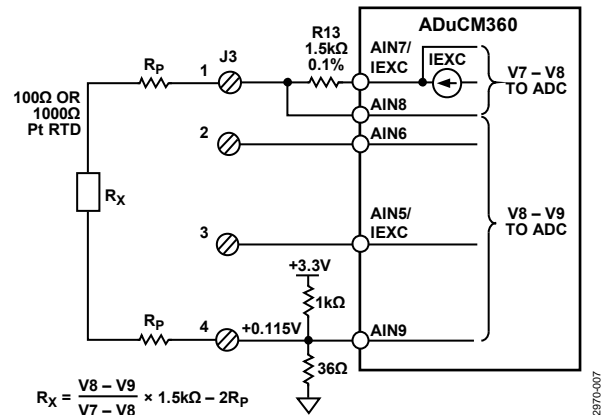 ADuCM360
R13
1.5kΩ
0.1%
J3
RP
1
AIN7/
IEXC
IEXC
V7 – V8
TO ADC
100Ω OR
1000Ω
Pt RTD
AIN8
2
AIN6
RX
V8 – V9
TO ADC
3
AIN5/
IEXC
+3.3V
1kΩ
RP
4
+0.115V
AIN9
36Ω
RX = V8 – V9 / V7 – V8 × 1.5kΩ – 2RP